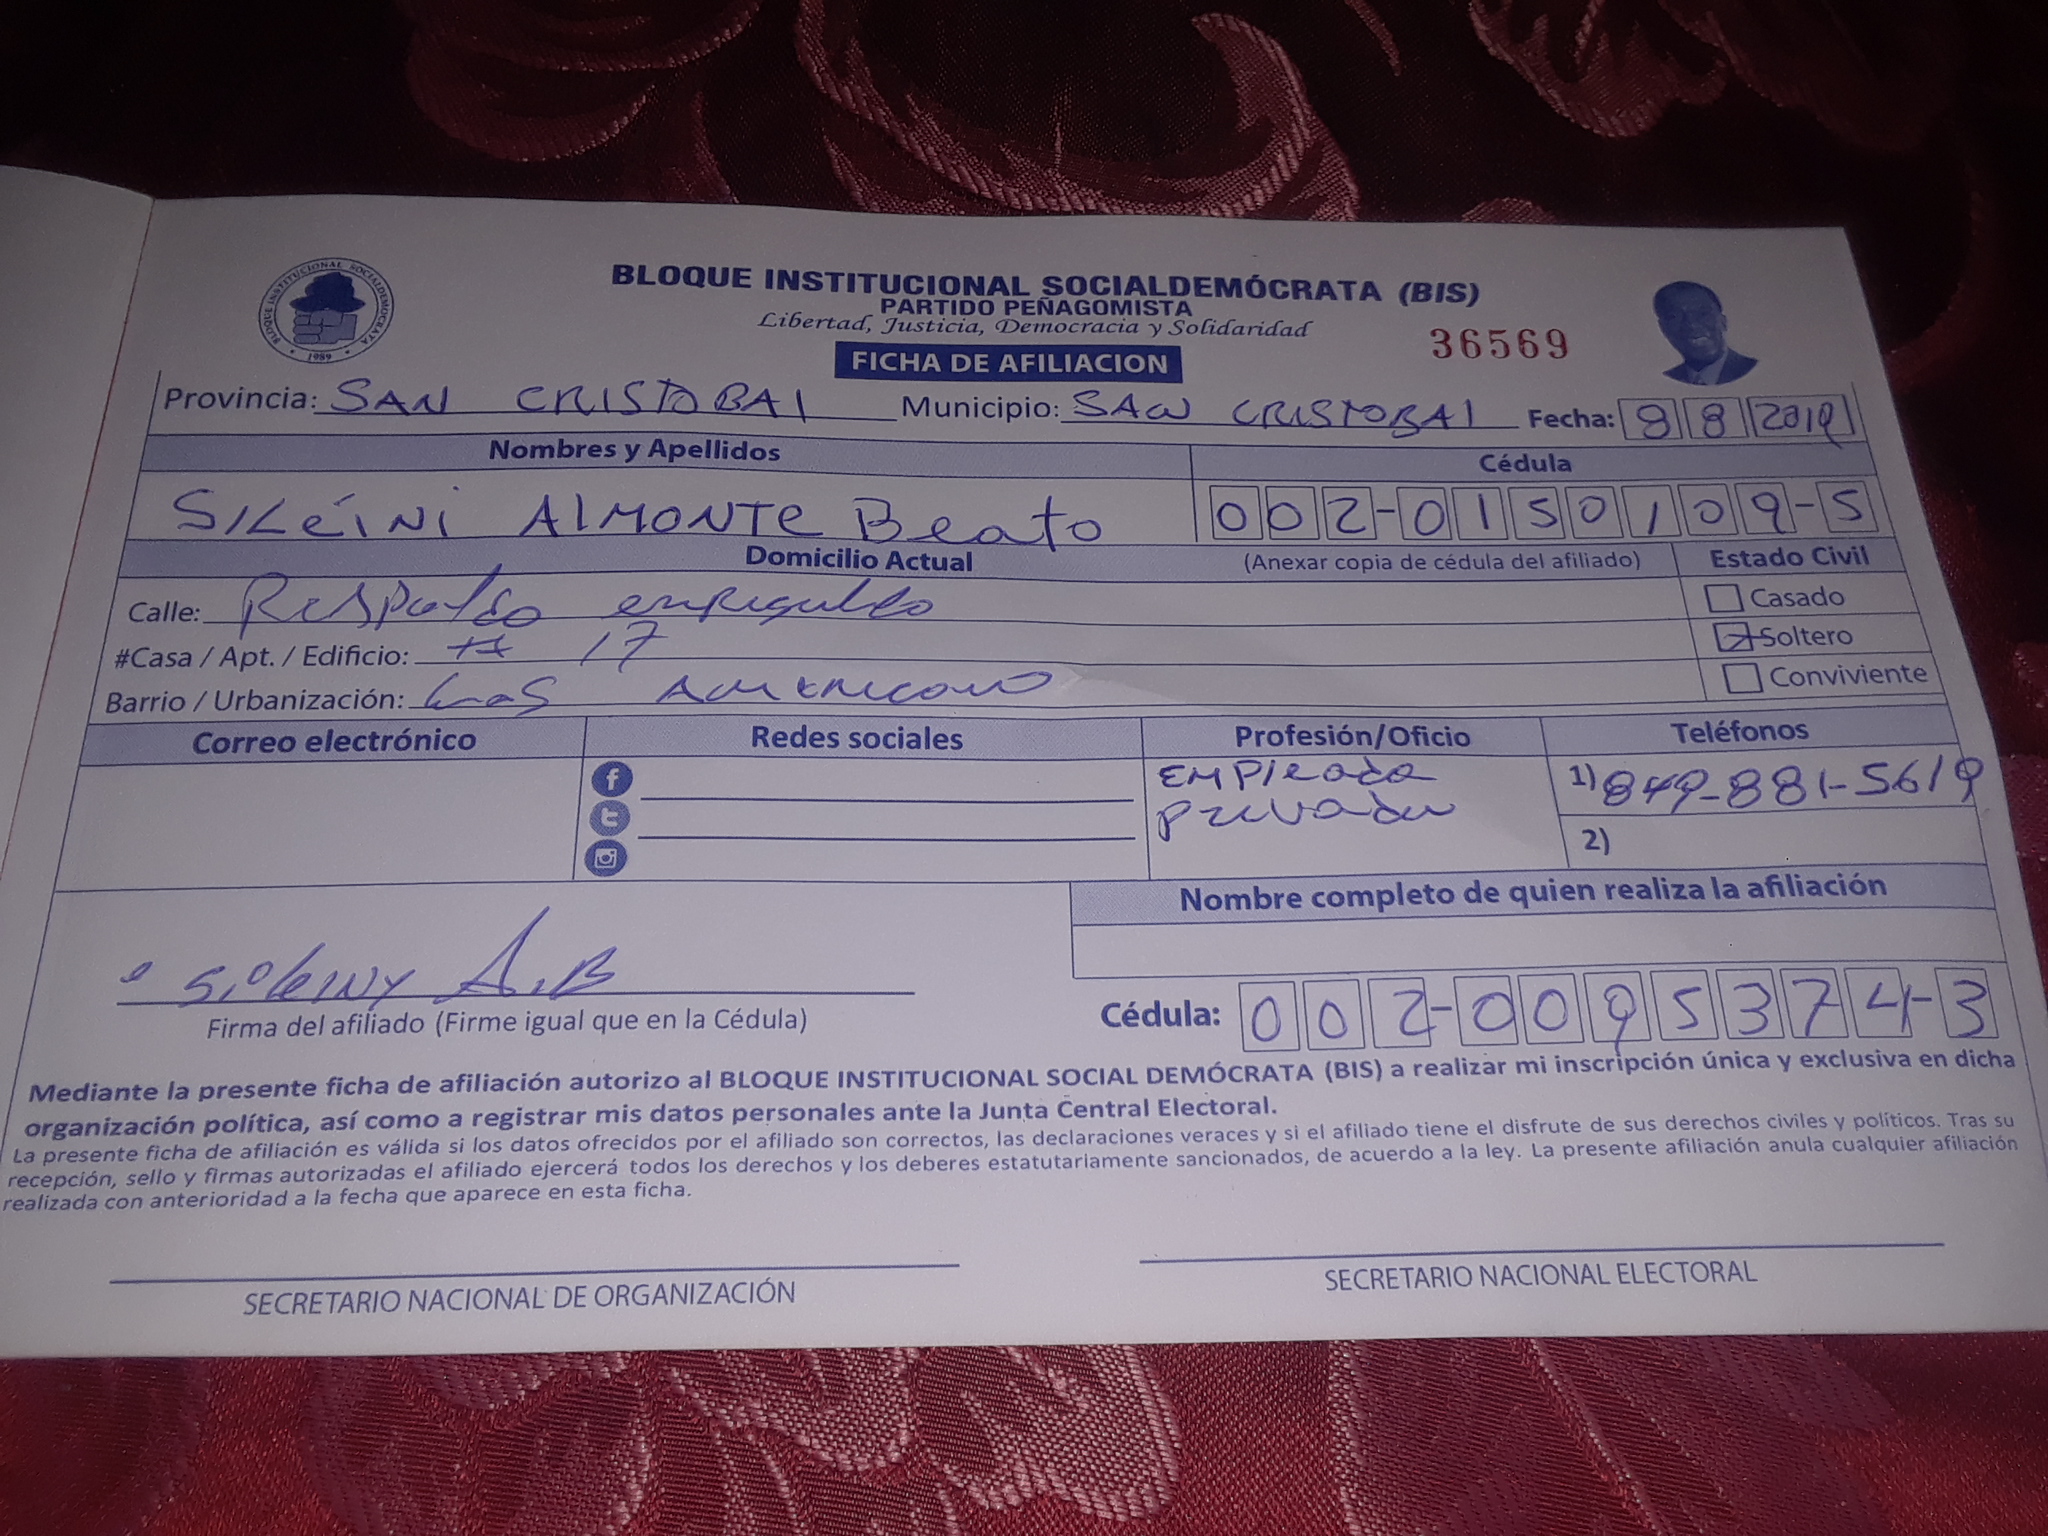 BLOQUE INSTITUCIONAL SOCIALDEMOCRATA
1989
BLOQUE INSTITUCIONAL SOCIALDEMÓCRATA (BIS)
PARTIDO PEÑAGOMISTA
Libertad, Justicia, Democracia y Solidaridad
36569
FICHA DE AFILIACION
Provincia: SAN CRISTOBAl Municipio: SAN CRISTOBAl Fecha: 8 8 2019
Nombres y Apellidos Cédula
SILéiNi AlMONTE Beato 002-0150109-5
Domicilio Actual (Anexar copia de cédula del afiliado) Estado Civil
Calle: Respaldo enriquillo Casado
#Casa / Apt. / Edificio: # 17 Soltero
Barrio / Urbanización: Americano Conviviente
Correo electrónico Redes sociales Profesión/Oficio Teléfonos
EMPleada 1) 849-881-5619
privada
2)
Nombre completo de quien realiza la afiliación
Sileiny A.B
Firma del afiliado (Firme igual que en la Cédula) Cédula: 002-0095374-3
Mediante la presente ficha de afiliación autorizo al BLOQUE INSTITUCIONAL SOCIAL DEMÓCRATA (BIS) a realizar mi inscripción única y exclusiva en dicha
organización política, así como a registrar mis datos personales ante la Junta Central Electoral.
La presente ficha de afiliación es válida si los datos ofrecidos por el afiliado son correctos, las declaraciones veraces y si el afiliado tiene el disfrute de sus derechos civiles y políticos. Tras su
recepción, sello y firmas autorizadas el afiliado ejercerá todos los derechos y los deberes estatutariamente sancionados, de acuerdo a la ley. La presente afiliación anula cualquier afiliación
realizada con anterioridad a la fecha que aparece en esta ficha.
SECRETARIO NACIONAL DE ORGANIZACIÓN SECRETARIO NACIONAL ELECTORAL